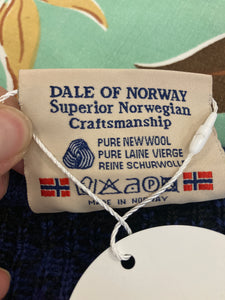 DALE OF NORWAY
Superior Norwegian
Craftsmanship
PURE NEW WOOL
PURE LAINE VIERGE
REINE SCHURWOLLE
MADE IN NORWAY